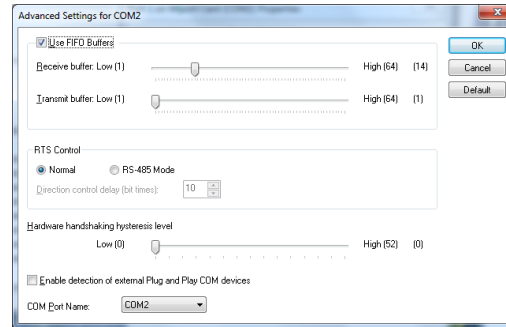 Advanced Settings for COM2
Use FIFO Buffers
Receive buffer: Low (1) High (64) (14)
Transmit buffer: Low (1) High (64) (1)
OK
Cancel
Default
RTS Control
Normal RS-485 Mode
Direction control delay (bit times): 10
Hardware handshaking hysteresis level
Low (0) High (52) (0)
Enable detection of external Plug and Play COM devices
COM Port Name: COM2